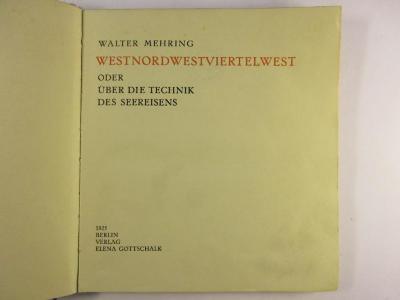 WALTER MEHRING
WESTNORDWESTVIERTELWEST
ODER
ÜBER DIE TECHNIK
DES SEEREISENS
1925
BERLIN
VERLAG
ELENA GOTTSCHALK